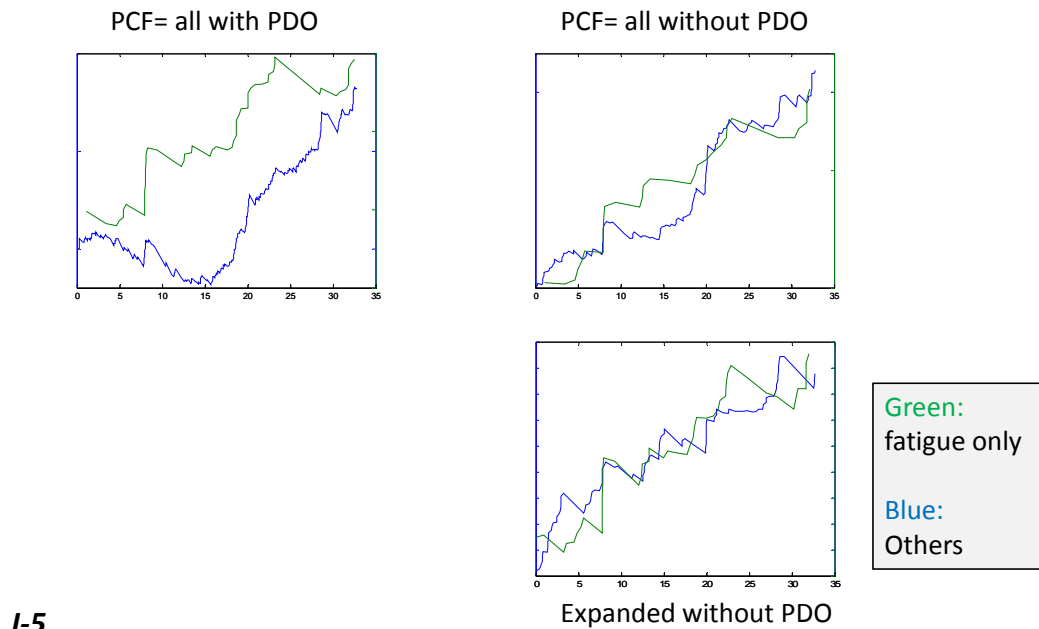 PCF= all with PDO
PCF= all without PDO
0 5 10 15 20 25 30 35
0 5 10 15 20 25 30 35
0 5 10 15 20 25 30 35
Green:
fatigue only
Blue:
Others
Expanded without PDO
I-5